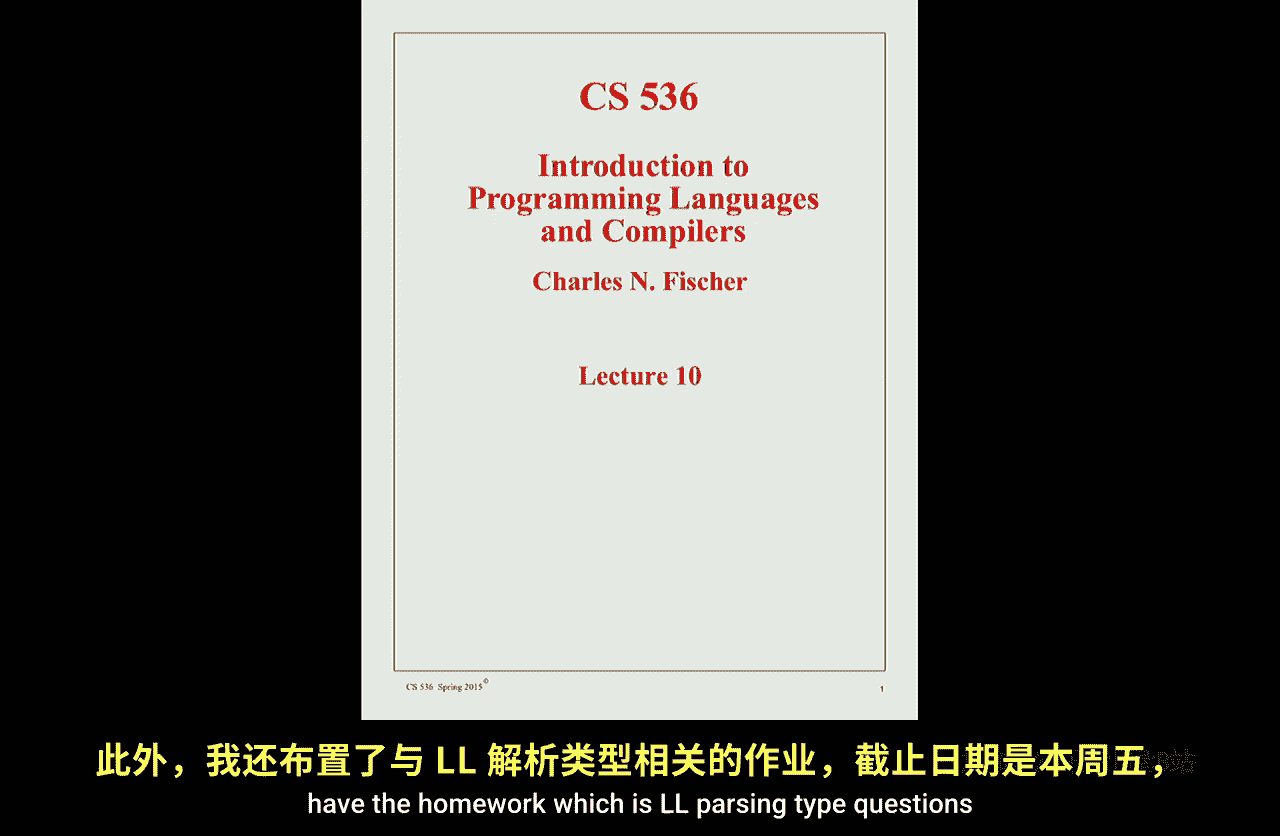 CS 536
Introduction to
Programming Languages
and Compilers
Charles N. Fischer
Lecture 10
CS 536 Spring 2015©
1
此外，我还布置了与 LL 解析类型相关的作业，截止日期是本周五，
have the homework which is LL parsing type questions